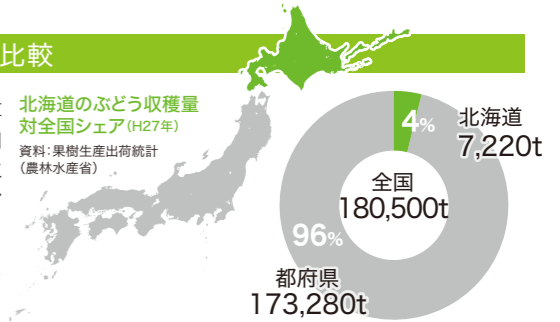 比較
北海道のぶどう収穫量
対全国シェア(H27年)
資料:果樹生産出荷統計
(農林水産省)
4%
北海道
7,220t
全国
180,500t
96%
都府県
173,280t